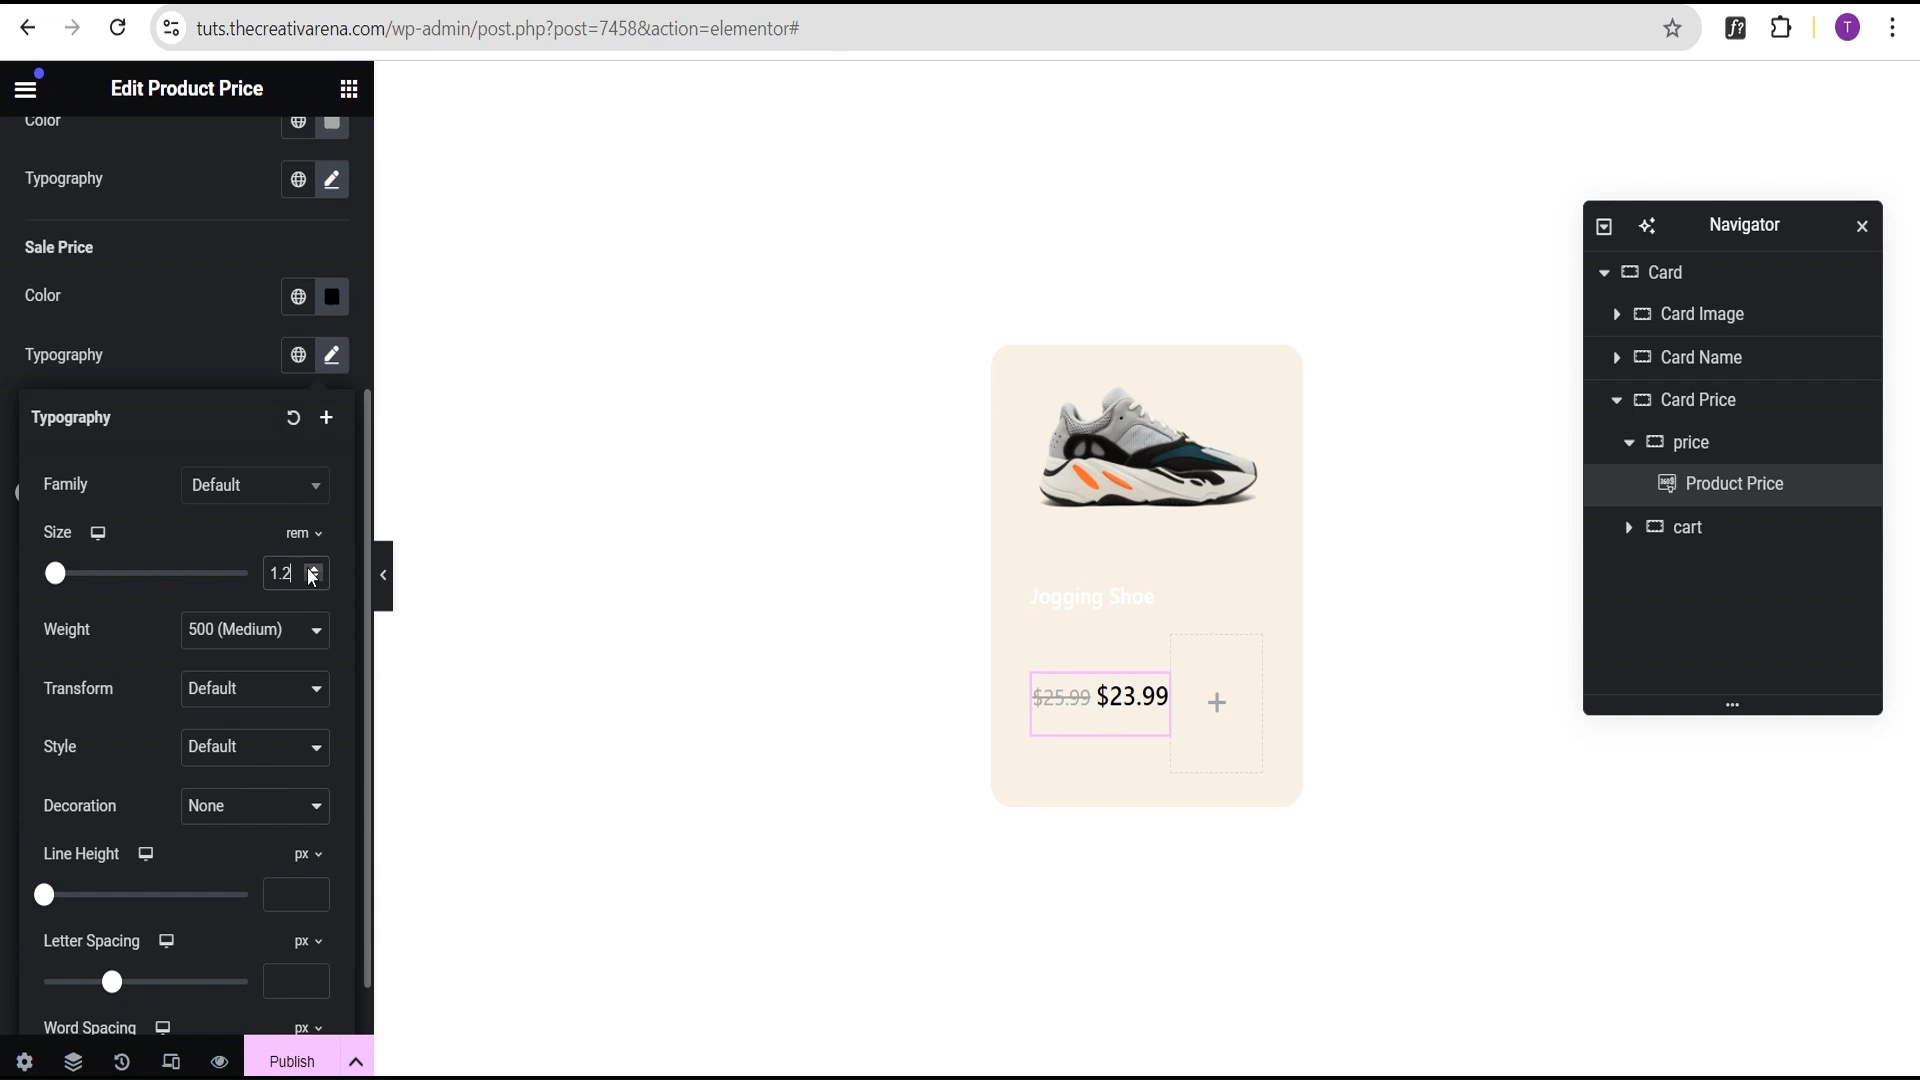 tuts.thecreativarena.com/wp-admin/post.php?post=7458&action=elementor#
f?
T
Edit Product Price
Color
Typography
Sale Price
Color
Typography
Typography
Family
Default
Size
rem
1.2
Weight
500 (Medium)
Transform
Default
Style
Default
Decoration
None
Line Height
px
Letter Spacing
px
Word Spacing
px
Publish
Jogging Shoe
$25.99 $23.99
+
Navigator
Card
Card Image
Card Name
Card Price
price
Product Price
cart